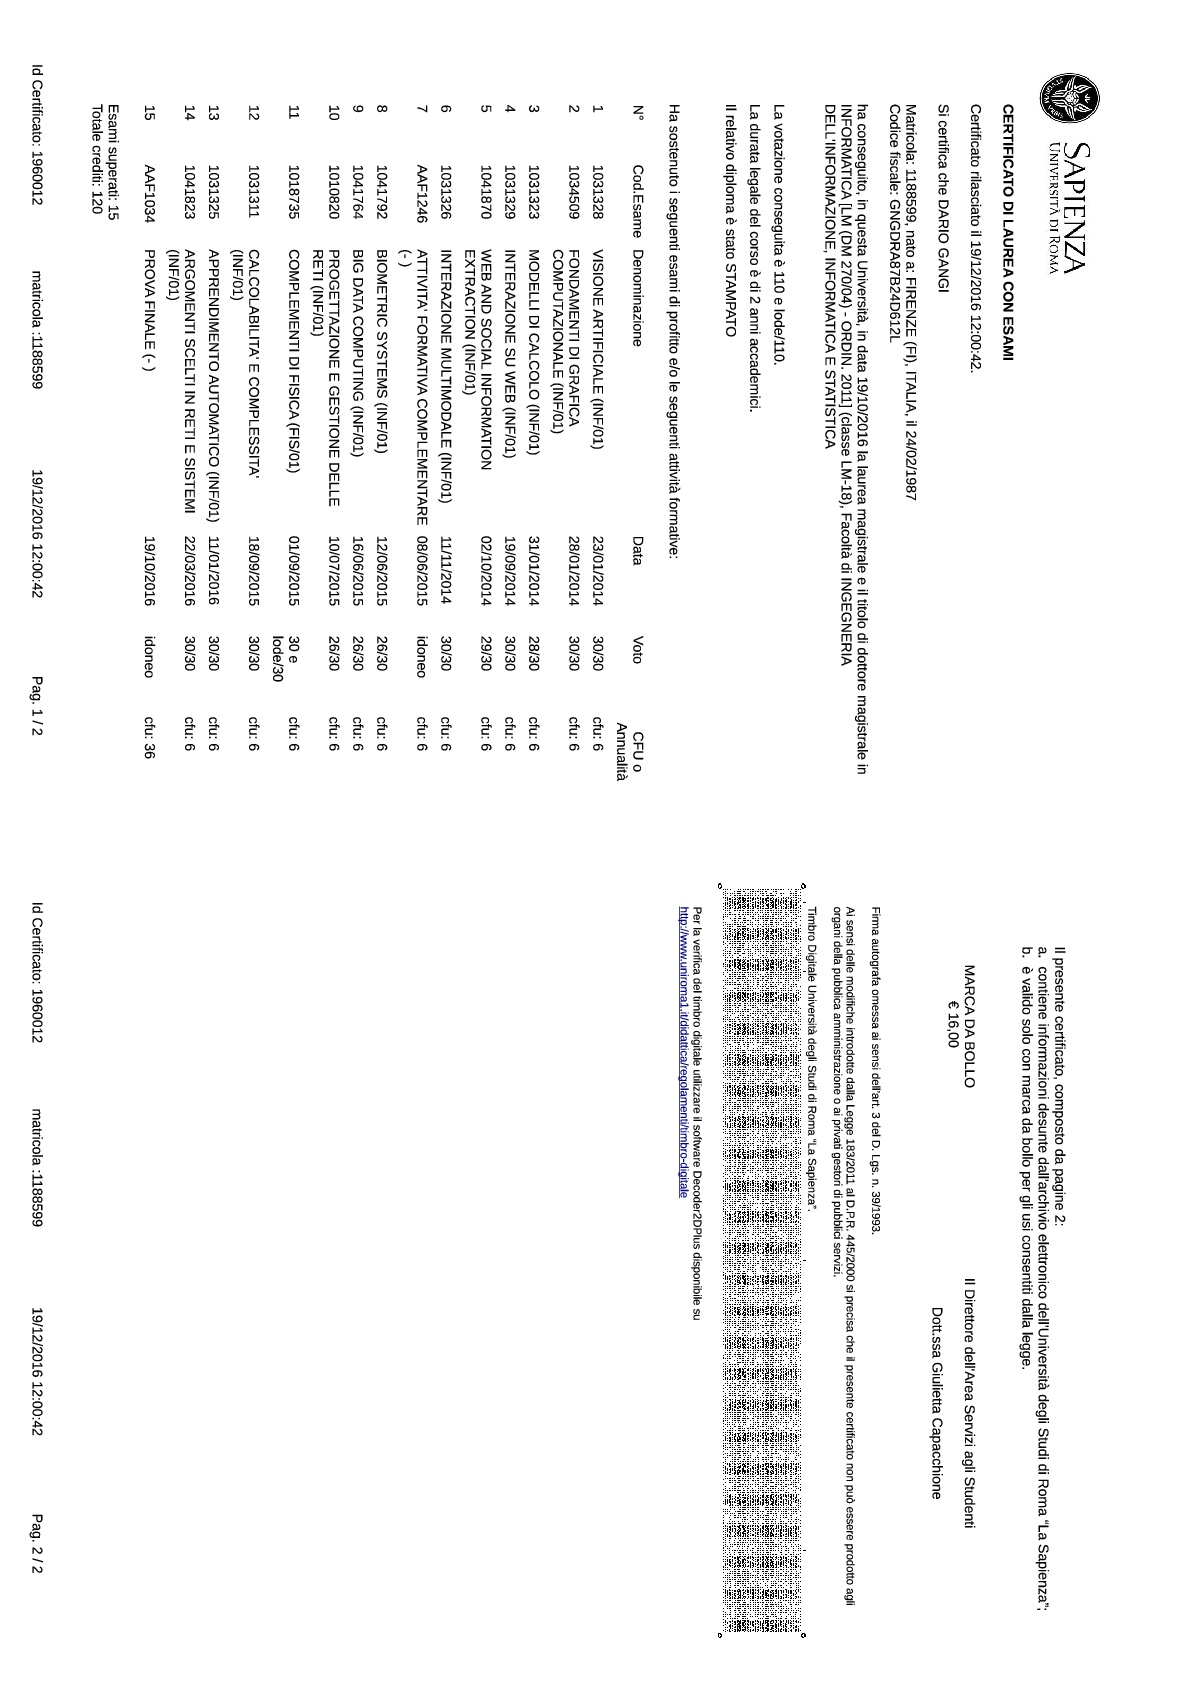 SAPIENZA
UNIVERSITÀ DI ROMA
CERTIFICATO DI LAUREA CON ESAMI
Certificato rilasciato il 19/12/2016 12:00:42.
Si certifica che DARIO GANGI
Matricola: 1188599, nato a: FIRENZE (FI), ITALIA, il 24/02/1987
Codice fiscale: GNGDRA87B24D612L
ha conseguito, in questa Università, in data 19/10/2016 la laurea magistrale e il titolo di dottore magistrale in
INFORMATICA [LM (DM 270/04) - ORDIN. 2011] (classe LM-18), Facoltà di INGEGNERIA
DELL'INFORMAZIONE, INFORMATICA E STATISTICA
La votazione conseguita è 110 e lode/110.
La durata legale del corso è di 2 anni accademici.
Il relativo diploma è stato STAMPATO
Ha sostenuto i seguenti esami di profitto e/o le seguenti attività formative:
N° Cod.Esame Denominazione Data Voto CFU o
Annualità
1 1031328 VISIONE ARTIFICIALE (INF/01) 23/01/2014 30/30 cfu: 6
2 1034509 FONDAMENTI DI GRAFICA 28/01/2014 30/30 cfu: 6
COMPUTAZIONALE (INF/01)
3 1031323 MODELLI DI CALCOLO (INF/01) 31/01/2014 28/30 cfu: 6
4 1031329 INTERAZIONE SU WEB (INF/01) 19/09/2014 30/30 cfu: 6
5 1041870 WEB AND SOCIAL INFORMATION 02/10/2014 29/30 cfu: 6
EXTRACTION (INF/01)
6 1031326 INTERAZIONE MULTIMODALE (INF/01) 11/11/2014 30/30 cfu: 6
7 AAF1246 ATTIVITA' FORMATIVA COMPLEMENTARE 08/06/2015 idoneo cfu: 6
(- )
8 1041792 BIOMETRIC SYSTEMS (INF/01) 12/06/2015 26/30 cfu: 6
9 1041764 BIG DATA COMPUTING (INF/01) 16/06/2015 26/30 cfu: 6
10 1010820 PROGETTAZIONE E GESTIONE DELLE 10/07/2015 26/30 cfu: 6
RETI (INF/01)
11 1018735 COMPLEMENTI DI FISICA (FIS/01) 01/09/2015 30 e cfu: 6
lode/30
12 1031311 CALCOLABILITA' E COMPLESSITA' 18/09/2015 30/30 cfu: 6
(INF/01)
13 1031325 APPRENDIMENTO AUTOMATICO (INF/01) 11/01/2016 30/30 cfu: 6
14 1041823 ARGOMENTI SCELTI IN RETI E SISTEMI 22/03/2016 30/30 cfu: 6
(INF/01)
15 AAF1034 PROVA FINALE (- ) 19/10/2016 idoneo cfu: 36
Esami superati: 15
Totale crediti: 120
Id Certificato: 1960012 matricola :1188599 19/12/2016 12:00:42 Pag. 1 / 2
Il presente certificato, composto da pagine 2:
a. contiene informazioni desunte dall'archivio elettronico dell'Università degli Studi di Roma "La Sapienza";
b. è valido solo con marca da bollo per gli usi consentiti dalla legge.
MARCA DA BOLLO Il Direttore dell'Area Servizi agli Studenti
€ 16,00
Dott.ssa Giulietta Capacchione
Firma autografa omessa ai sensi dell'art. 3 del D. Lgs. n. 39/1993.
Ai sensi delle modifiche introdotte dalla Legge 183/2011 al D.P.R. 445/2000 si precisa che il presente certificato non può essere prodotto agli
organi della pubblica amministrazione o ai privati gestori di pubblici servizi.
Timbro Digitale Università degli Studi di Roma "La Sapienza".
Per la verifica del timbro digitale utilizzare il software Decoder2DPlus disponibile su
http://www.uniroma1.it/didattica/regolamenti/timbro-digitale
Id Certificato: 1960012 matricola :1188599 19/12/2016 12:00:42 Pag. 2 / 2